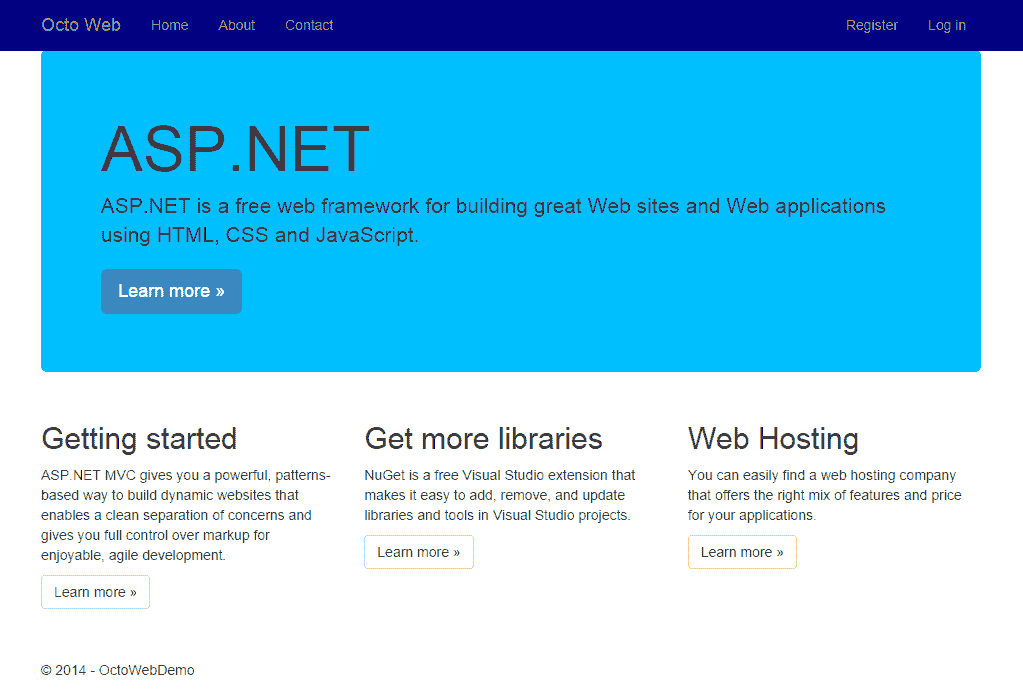 Octo Web Home About Contact Register Log in
ASP.NET
ASP.NET is a free web framework for building great Web sites and Web applications
using HTML, CSS and JavaScript.
Learn more »
Getting started
ASP.NET MVC gives you a powerful, patterns-
based way to build dynamic websites that
enables a clean separation of concerns and
gives you full control over markup for
enjoyable, agile development.
Learn more »
Get more libraries
NuGet is a free Visual Studio extension that
makes it easy to add, remove, and update
libraries and tools in Visual Studio projects.
Learn more »
Web Hosting
You can easily find a web hosting company
that offers the right mix of features and price
for your applications.
Learn more »
© 2014 - OctoWebDemo